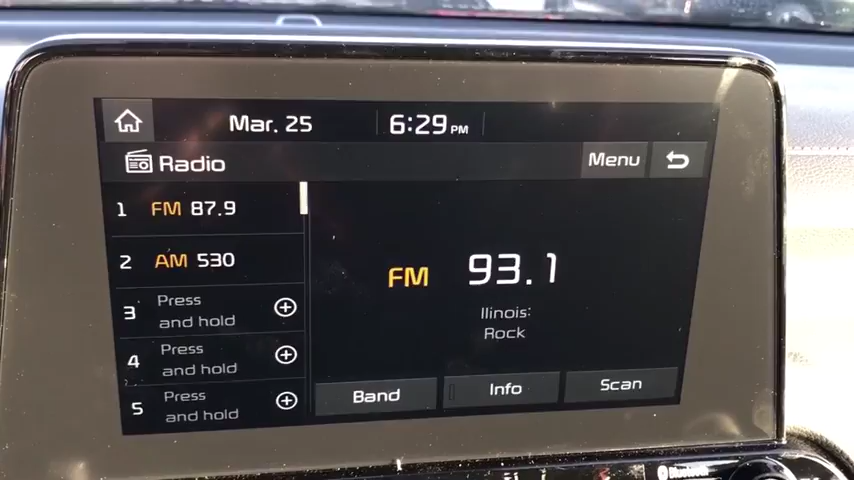 Mar. 25
6:29 PM
Radio
Menu
1 FM 87.9
2 AM 530
3 Press
and hold
4 Press
and hold
5 Press
and hold
FM 93.1
Ilinois:
Rock
Band
Info
Scan
Bluetooth